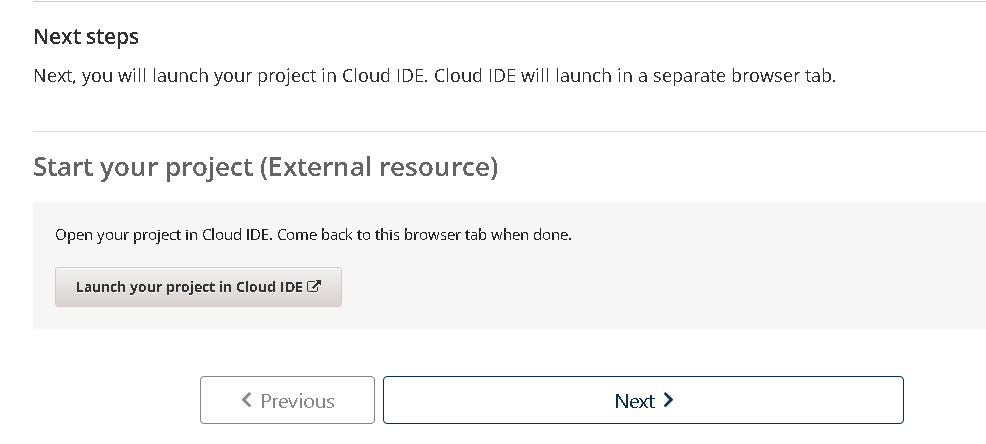 Next steps
Next, you will launch your project in Cloud IDE. Cloud IDE will launch in a separate browser tab.
Start your project (External resource)
Open your project in Cloud IDE. Come back to this browser tab when done.
Launch your project in Cloud IDE
Previous
Next